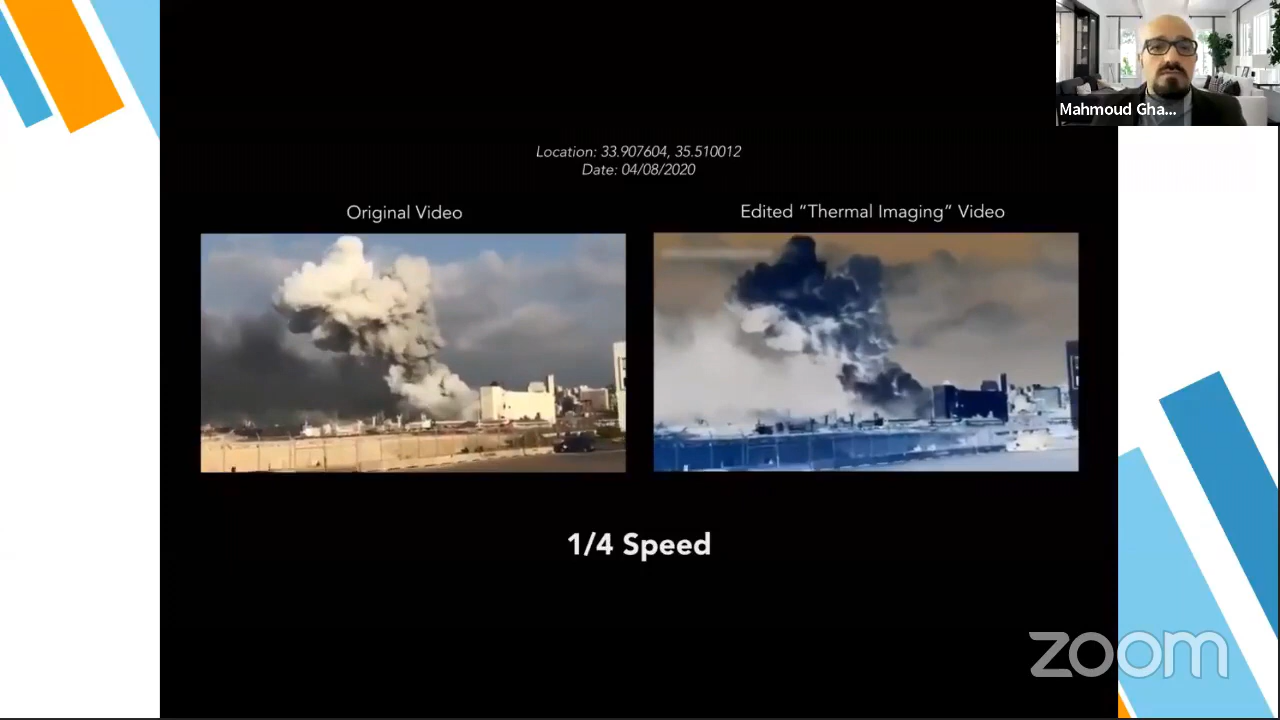 Mahmoud Gha...
Location: 33.907604, 35.510012
Date: 04/08/2020
Original Video
Edited “Thermal Imaging” Video
1/4 Speed
zoom